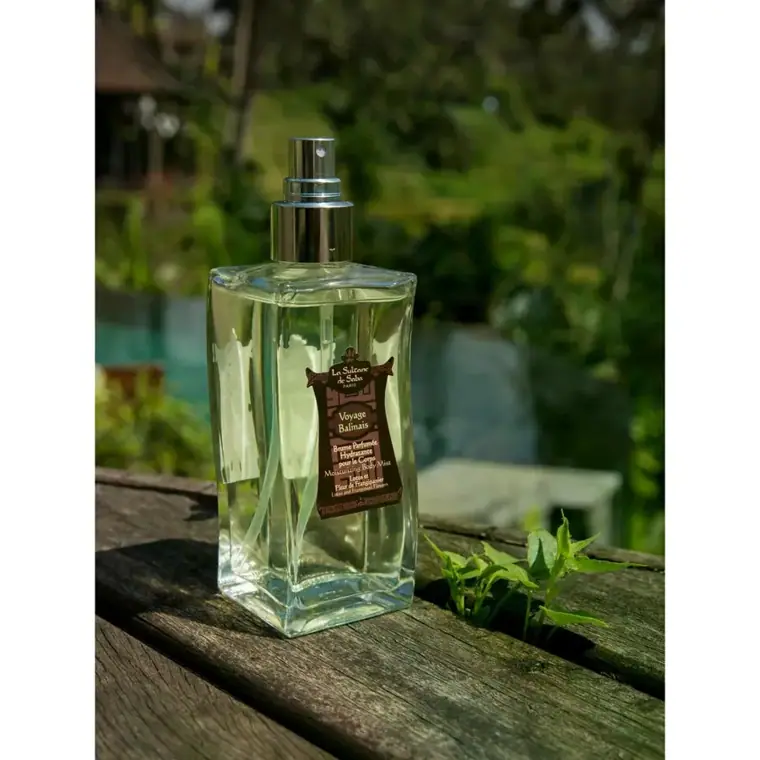 La Sultane
de Saba
PARIS
Voyage
Balinais
Brume Parfumée
Hydratante
pour le Corps
Moisturizing Body Mist
Lotus et
Fleur de Frangipanier
Lotus and Frangipani Flowers